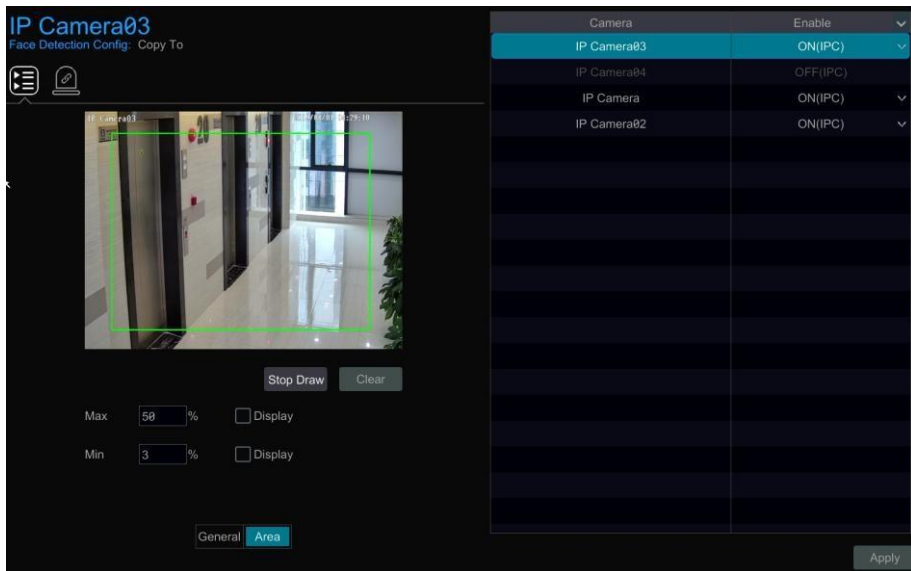 IP Camera03
Face Detection Config: Copy To
IP Camera03
20
Stop Draw Clear
Max 50 % Display
Min 3 % Display
General Area
Camera Enable
IP Camera03 ON(IPC)
IP Camera04 OFF(IPC)
IP Camera ON(IPC)
IP Camera02 ON(IPC)
Apply